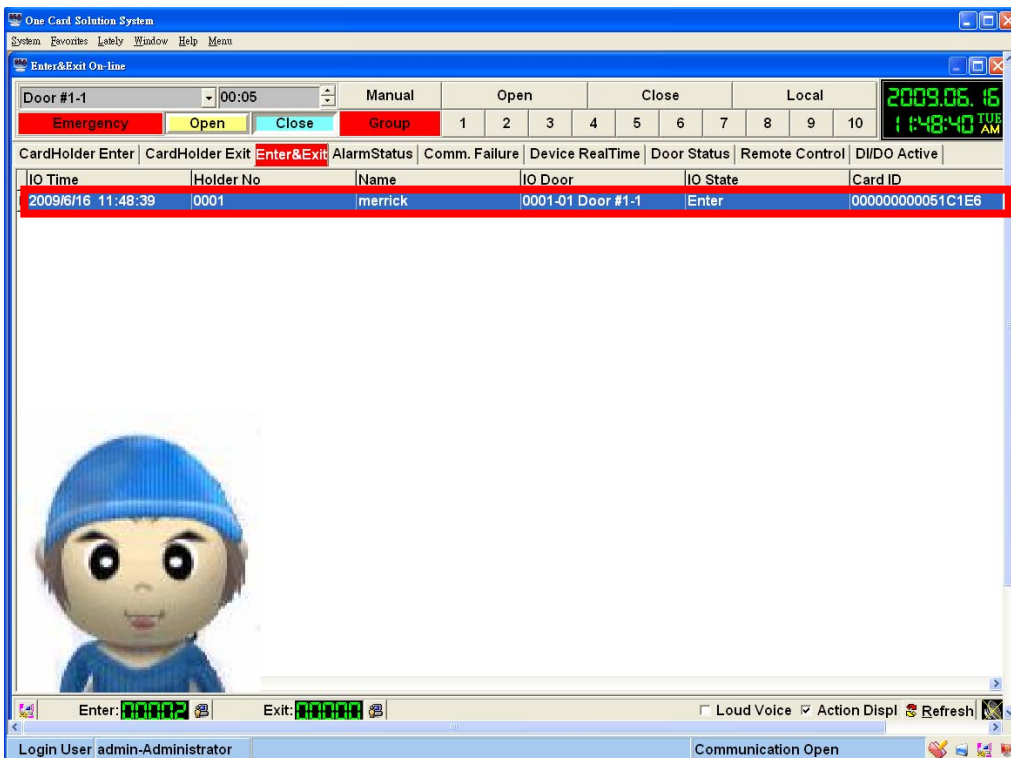 One Card Solution System
System Favorites Lately Window Help Menu
Enter&Exit On-line
Door #1-1 00:05 Manual Open Close Local 2009.06. 16
Emergency Open Close Group 1 2 3 4 5 6 7 8 9 10 11:48:40 TUE AM
CardHolder Enter CardHolder Exit Enter&Exit AlarmStatus Comm. Failure Device RealTime Door Status Remote Control DI/DO Active
IO Time Holder No Name IO Door IO State Card ID
2009/6/16 11:48:39 0001 merrick 0001-01 Door #1-1 Enter 000000000051C1E6
Enter: 00002 Exit: 00000 Loud Voice Action Displ Refresh
Login User admin-Administrator Communication Open